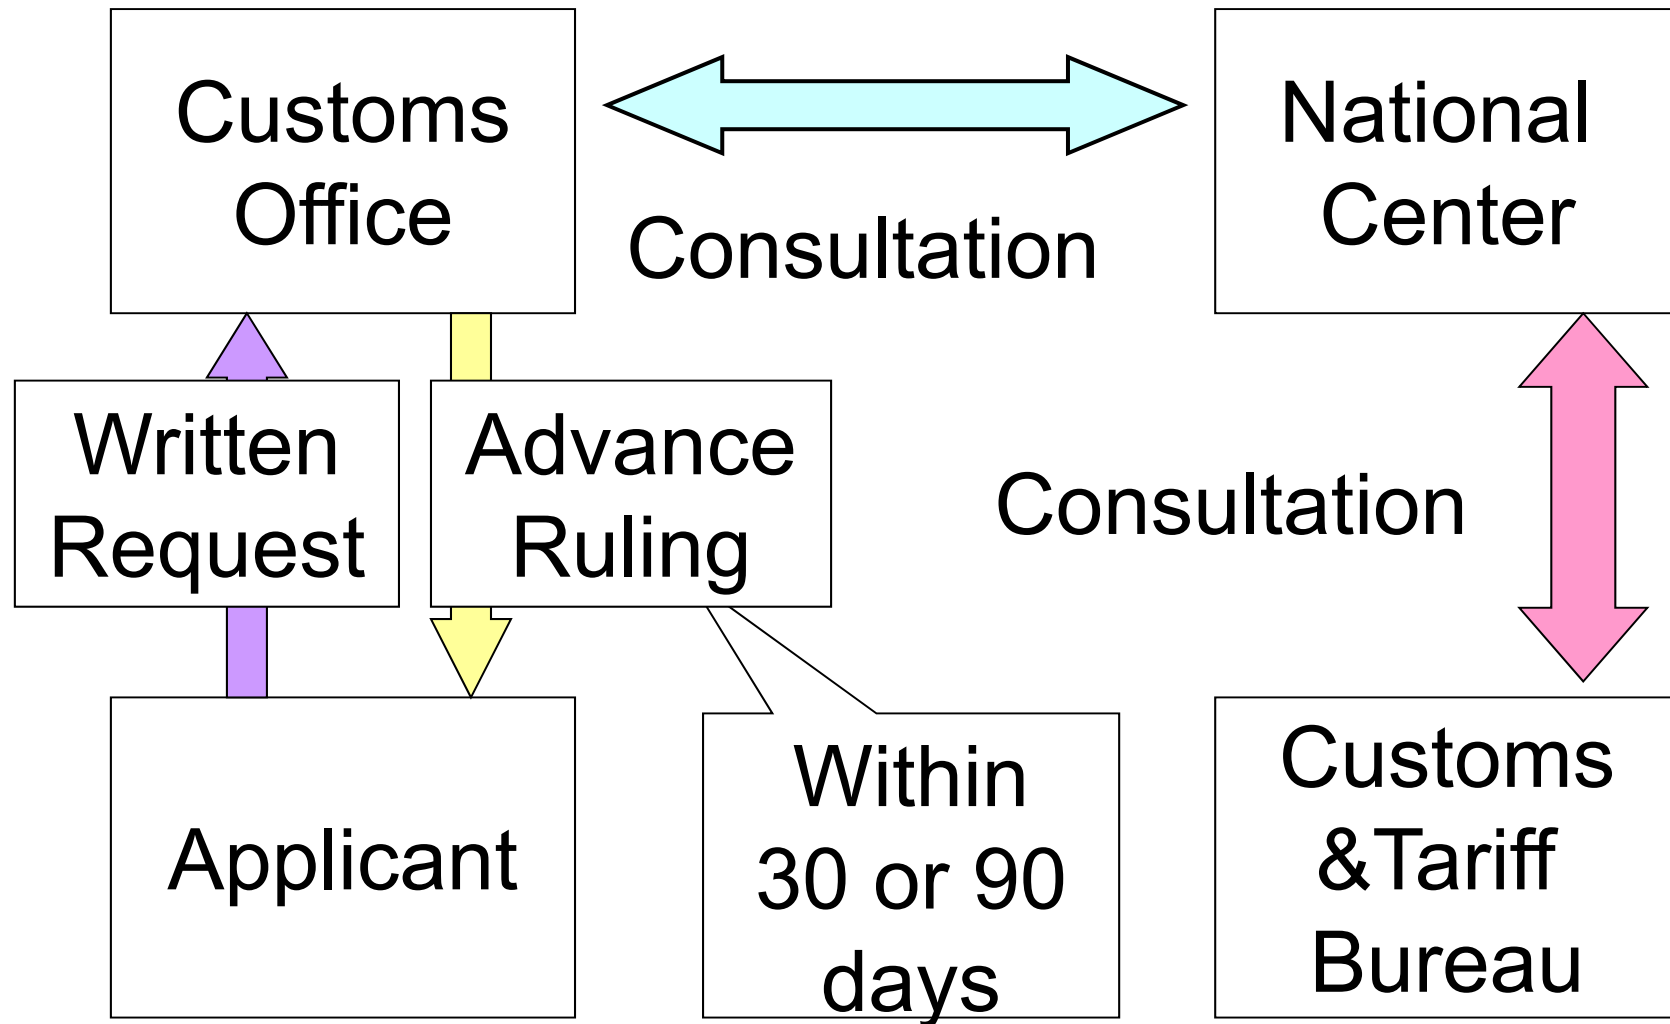 Customs
Office
Consultation
National
Center
Written
Request
Advance
Ruling
Consultation
Applicant
Within
30 or 90
days
Customs
&Tariff
Bureau